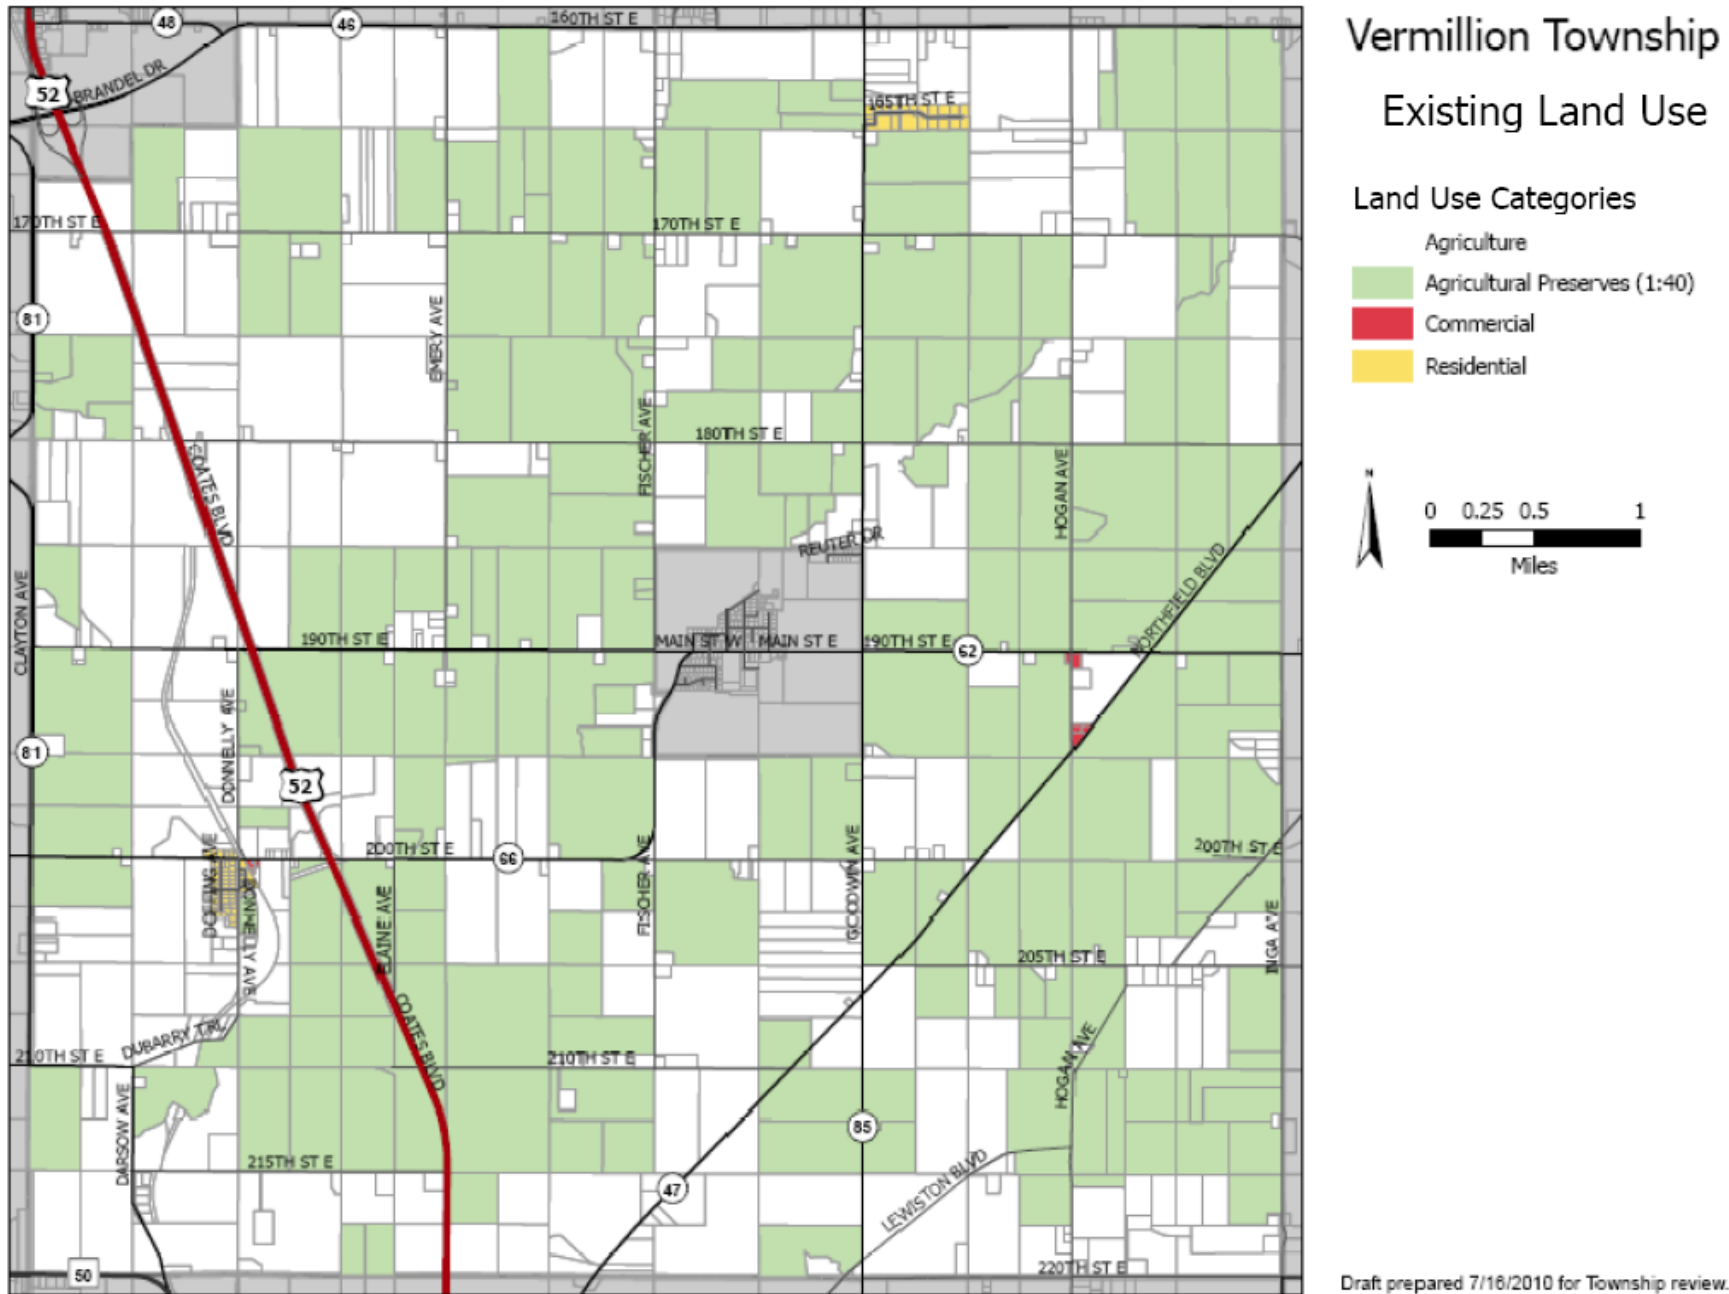 Vermillion Township
Existing Land Use
Land Use Categories
Agriculture
Agricultural Preserves (1:40)
Commercial
Residential
N
0 0.25 0.5 1
Miles
Draft prepared 7/16/2010 for Township review.
48
46
160TH ST E
52
BRANDEL DR
165TH ST E
170TH ST E
170TH ST E
81
EMERY AVE
FISCHER AVE
180TH ST E
COATES BLVD
HOGAN AVE
REUTER DR
NORTHFIELD BLVD
CLAYTON AVE
190TH ST E
MAIN ST W
MAIN ST E
190TH ST E
62
DONNELLY AVE
81
52
200TH ST E
66
FISCHER AVE
GOODWIN AVE
200TH ST E
DOFFING AVE
DONNELLY AVE
ELAINE AVE
205TH ST E
INGA AVE
COATES BLVD
DUBARRY TRL
210TH ST E
210TH ST E
HOGAN AVE
DARSOW AVE
85
215TH ST E
LEWISTON BLVD
47
50
220TH ST E